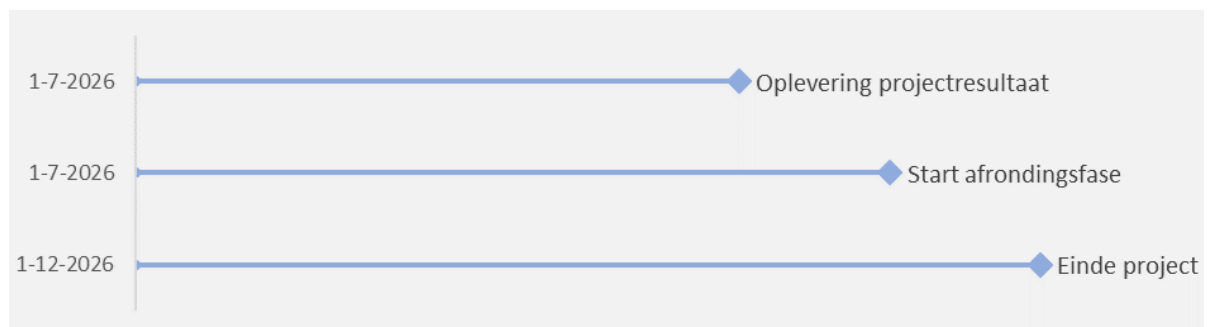 1-7-2026 Oplevering projectresultaat
1-7-2026 Start afrondingsfase
1-12-2026 Einde project